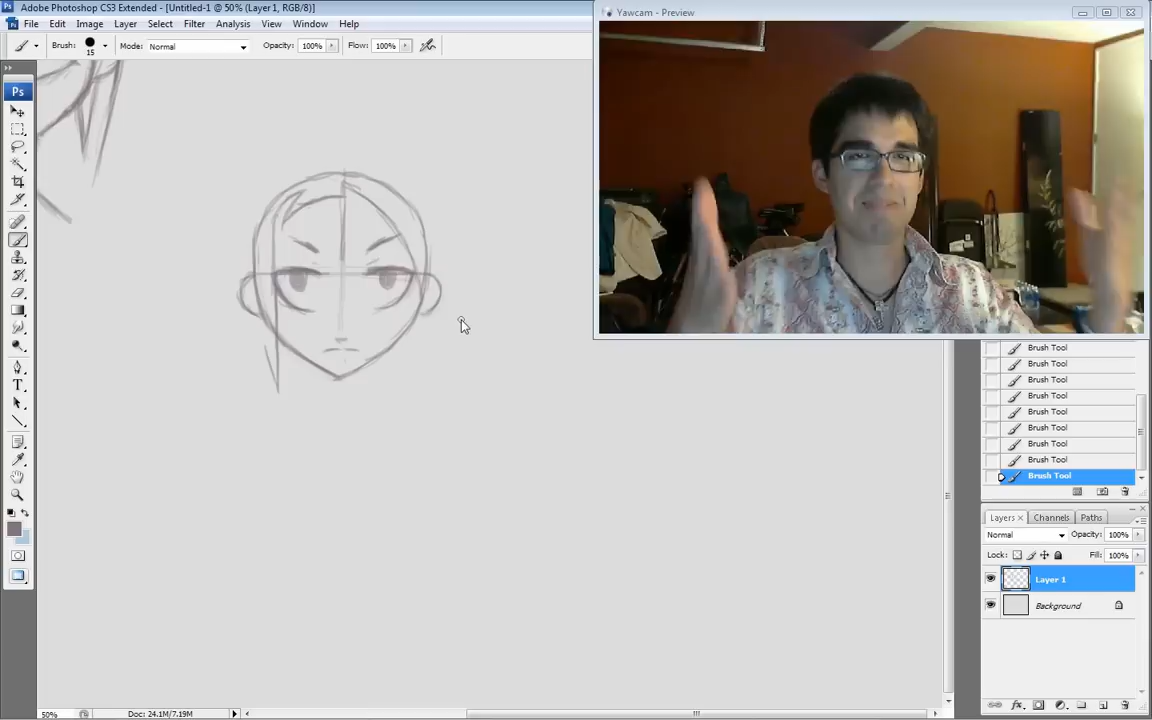 Adobe Photoshop CS3 Extended - [Untitled-1 @ 50% (Layer 1, RGB/8)]
Yawcam - Preview
File Edit Image Layer Select Filter Analysis View Window Help
Brush: 15 Mode: Normal Opacity: 100% Flow: 100%
Ps
T
Brush Tool
Brush Tool
Brush Tool
Brush Tool
Brush Tool
Brush Tool
Brush Tool
Brush Tool
Brush Tool
Layers × Channels Paths
Normal Opacity: 100%
Lock: Fill: 100%
Layer 1
Background
50% Doc: 24.1M/7.19M